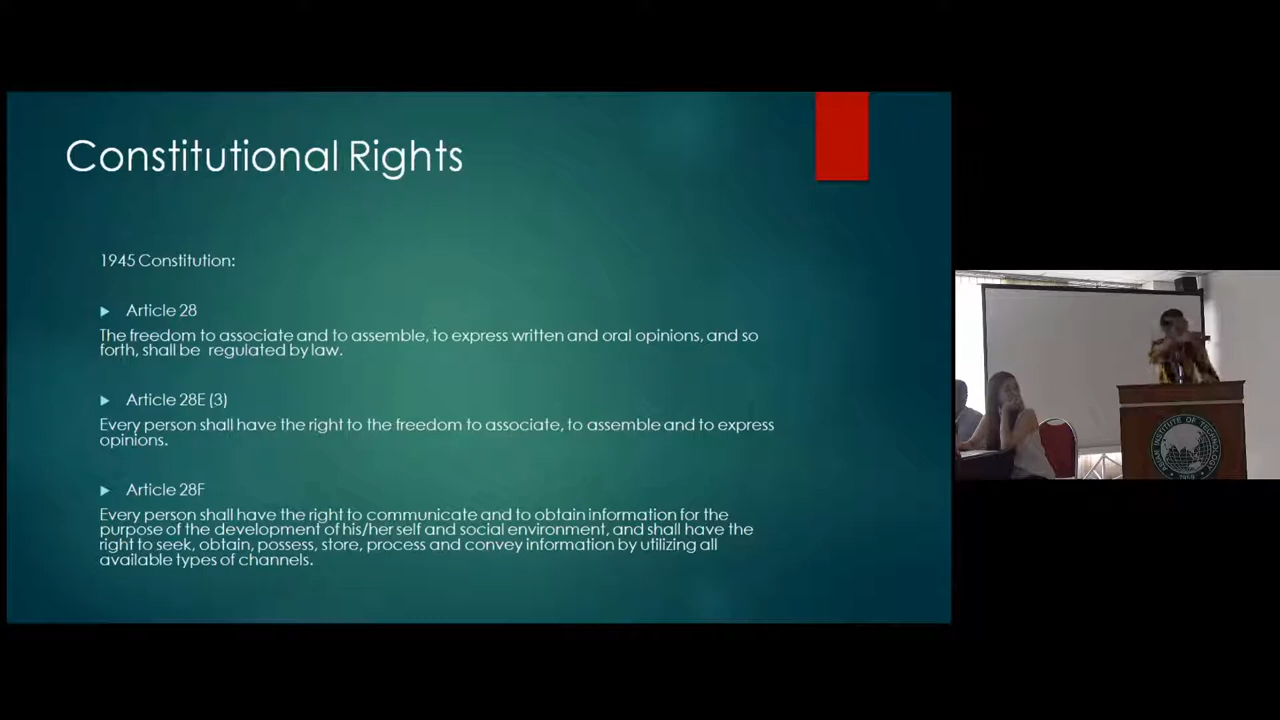 Constitutional Rights
1945 Constitution:
Article 28
The freedom to associate and to assemble, to express written and oral opinions, and so
forth, shall be regulated by law.
Article 28E (3)
Every person shall have the right to the freedom to associate, to assemble and to express
opinions.
Article 28F
Every person shall have the right to communicate and to obtain information for the
purpose of the development of his/her self and social environment, and shall have the
right to seek, obtain, possess, store, process and convey information by utilizing all
available types of channels.
ASIAN INSTITUTE OF TECHNOLOGY
1959